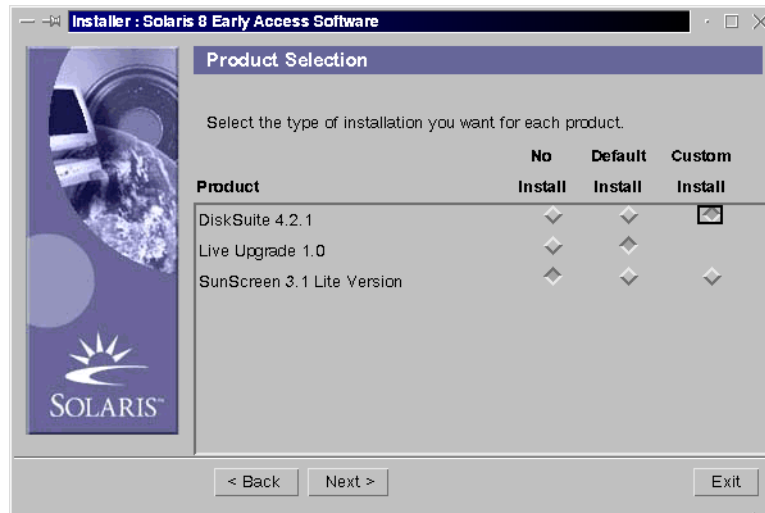 Installer : Solaris 8 Early Access Software
Product Selection
Select the type of installation you want for each product.
No Default Custom
Product Install Install Install
DiskSuite 4.2.1
Live Upgrade 1.0
SunScreen 3.1 Lite Version
SOLARIS™
< Back Next > Exit